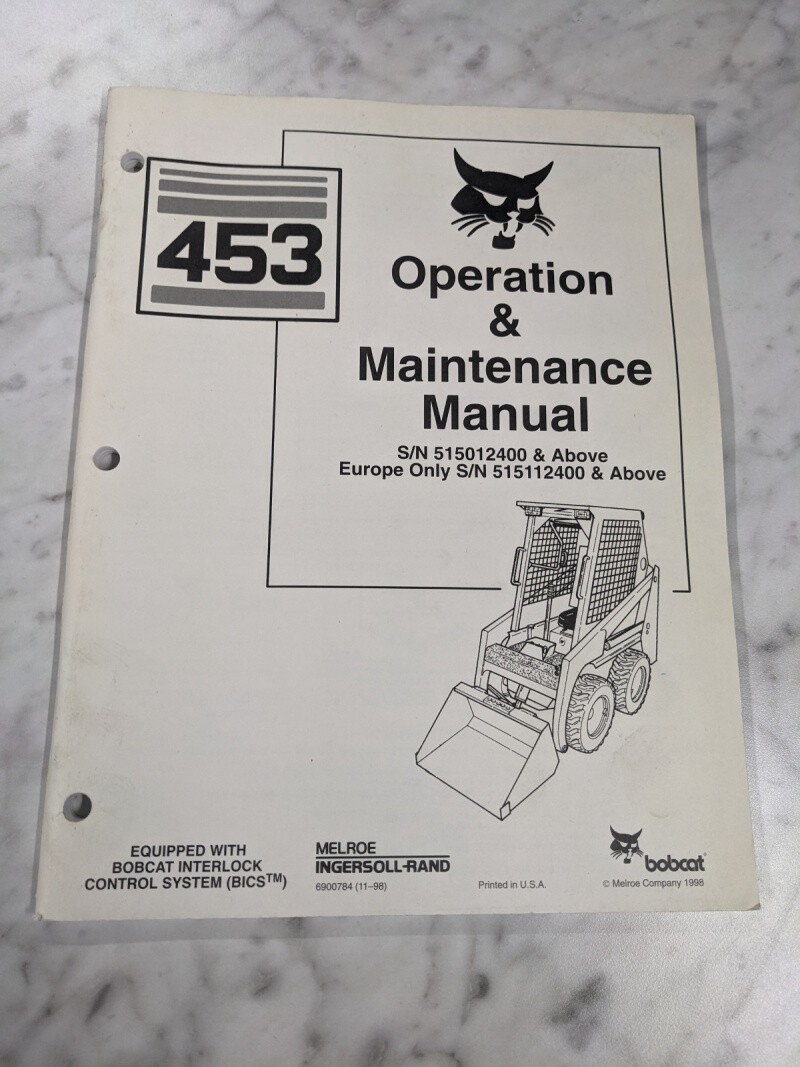 453
Operation
&
Maintenance
Manual
S/N 515012400 & Above
Europe Only S/N 515112400 & Above
EQUIPPED WITH
BOBCAT INTERLOCK
CONTROL SYSTEM (BICS™)
MELROE
INGERSOLL-RAND
6900784 (11–98)
Printed in U.S.A.
bobcat®
© Melroe Company 1998